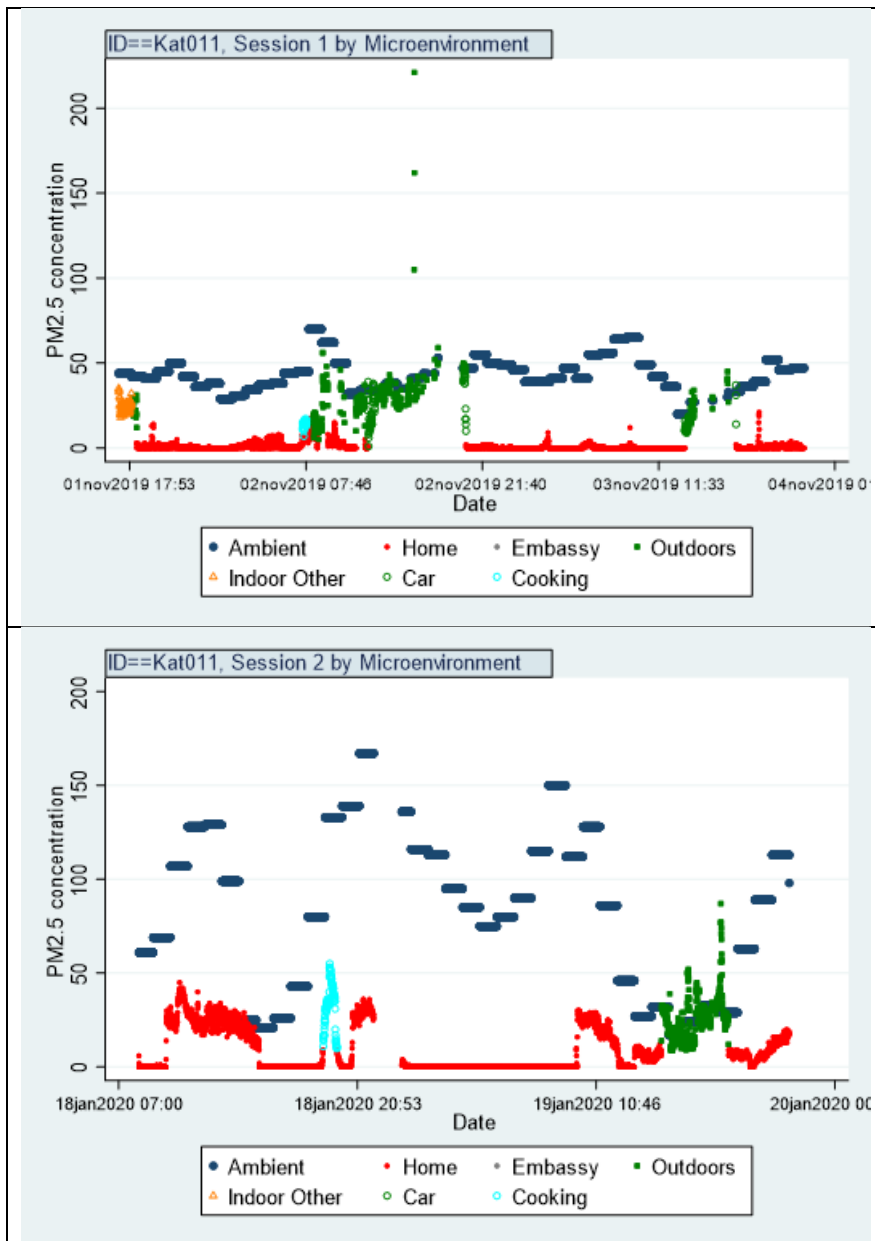 ID==Kat011, Session 1 by Microenvironment
PM2.5 concentration
200
150
100
50
0
01nov2019 17:53 02nov2019 07:46 02nov2019 21:40 03nov2019 11:33 04nov2019 01
Date
Ambient Home Embassy Outdoors
Indoor Other Car Cooking
ID==Kat011, Session 2 by Microenvironment
PM2.5 concentration
200
150
100
50
0
18jan2020 07:00 18jan2020 20:53 19jan2020 10:46 20jan2020 00
Date
Ambient Home Embassy Outdoors
Indoor Other Car Cooking